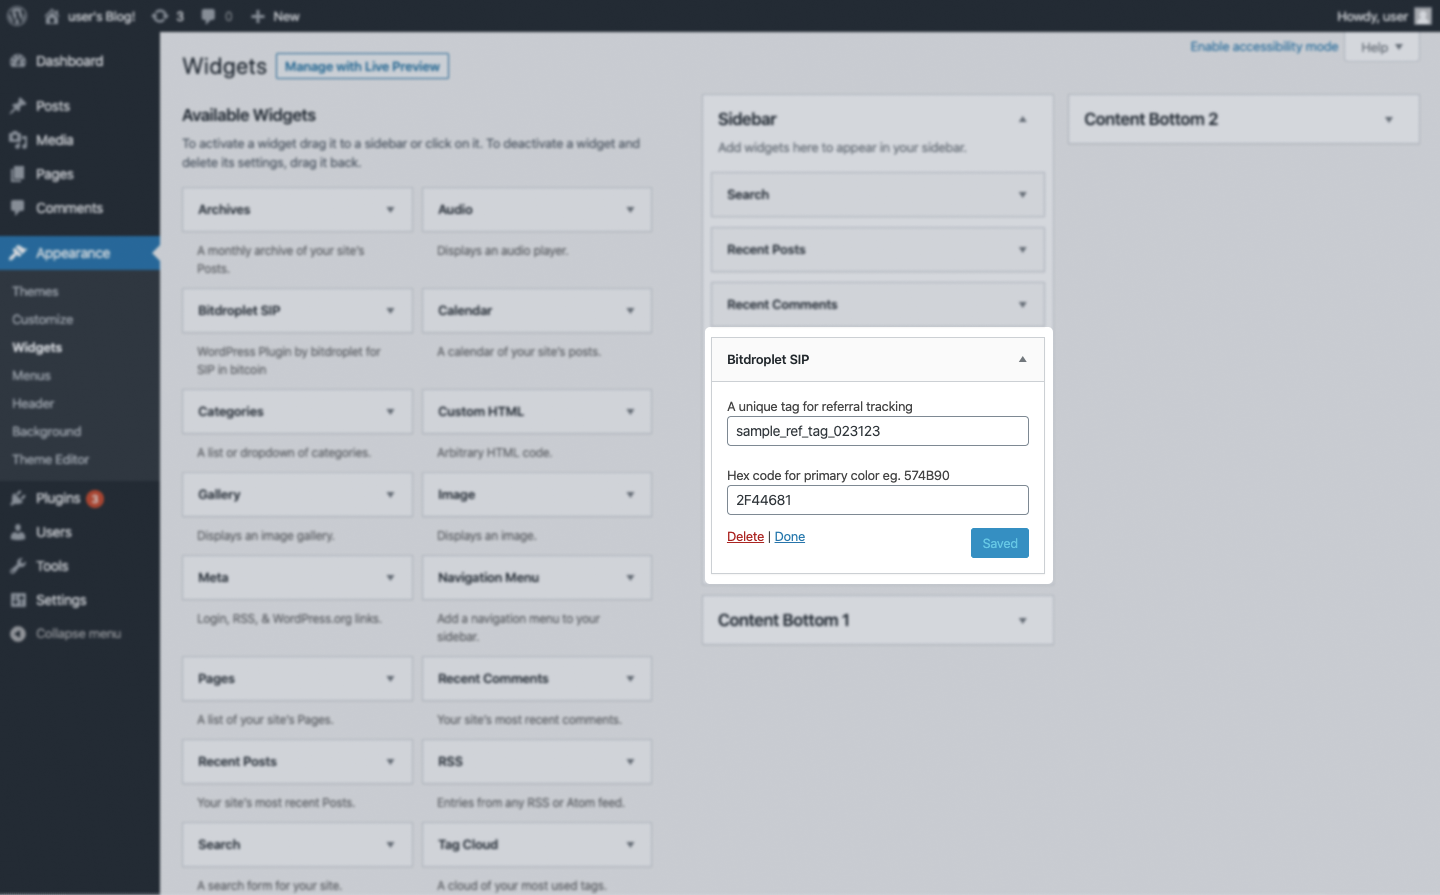 user's Blog!
3
0
New
Howdy, user
Dashboard
Posts
Media
Pages
Comments
Appearance
Themes
Customize
Widgets
Menus
Header
Background
Theme Editor
Plugins 3
Users
Tools
Settings
Collapse menu
Enable accessibility mode
Help
Widgets
Manage with Live Preview
Available Widgets
To activate a widget drag it to a sidebar or click on it. To deactivate a widget and
delete its settings, drag it back.
Archives
A monthly archive of your site's
Posts.
Audio
Displays an audio player.
Bitdroplet SIP
WordPress Plugin by bitdroplet for
SIP in bitcoin
Calendar
A calendar of your site's posts.
Categories
A list or dropdown of categories.
Custom HTML
Arbitrary HTML code.
Gallery
Displays an image gallery.
Image
Displays an image.
Meta
Login, RSS, & WordPress.org links.
Navigation Menu
Add a navigation menu to your
sidebar.
Pages
A list of your site's Pages.
Recent Comments
Your site's most recent comments.
Recent Posts
Your site's most recent Posts.
RSS
Entries from any RSS or Atom feed.
Search
A search form for your site.
Tag Cloud
A cloud of your most used tags.
Sidebar
Add widgets here to appear in your sidebar.
Search
Recent Posts
Recent Comments
Bitdroplet SIP
A unique tag for referral tracking
sample_ref_tag_023123
Hex code for primary color eg. 574B90
2F44681
Delete | Done
Saved
Content Bottom 1
Content Bottom 2